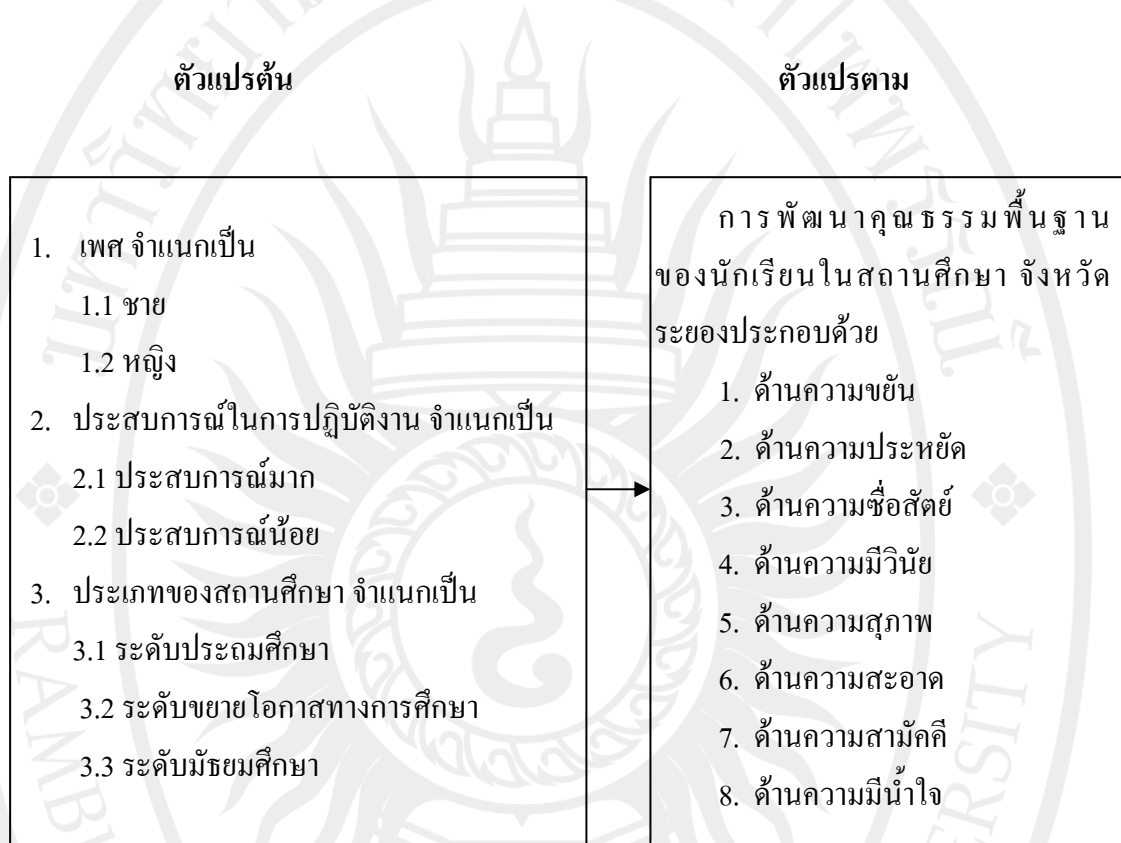 ตัวแปรต้น
ตัวแปรตาม
1. เพศ จำแนกเป็น
1.1 ชาย
1.2 หญิง
2. ประสบการณ์ในการปฏิบัติงาน จำแนกเป็น
2.1 ประสบการณ์มาก
2.2 ประสบการณ์น้อย
3. ประเภทของสถานศึกษา จำแนกเป็น
3.1 ระดับประถมศึกษา
3.2 ระดับขยายโอกาสทางการศึกษา
3.3 ระดับมัธยมศึกษา
การพัฒนาคุณธรรมพื้นฐาน
ของนักเรียนในสถานศึกษา จังหวัด
ระยองประกอบด้วย
1. ด้านความขยัน
2. ด้านความประหยัด
3. ด้านความซื่อสัตย์
4. ด้านความมีวินัย
5. ด้านความสุภาพ
6. ด้านความสะอาด
7. ด้านความสามัคคี
8. ด้านความมีน้ำใจ